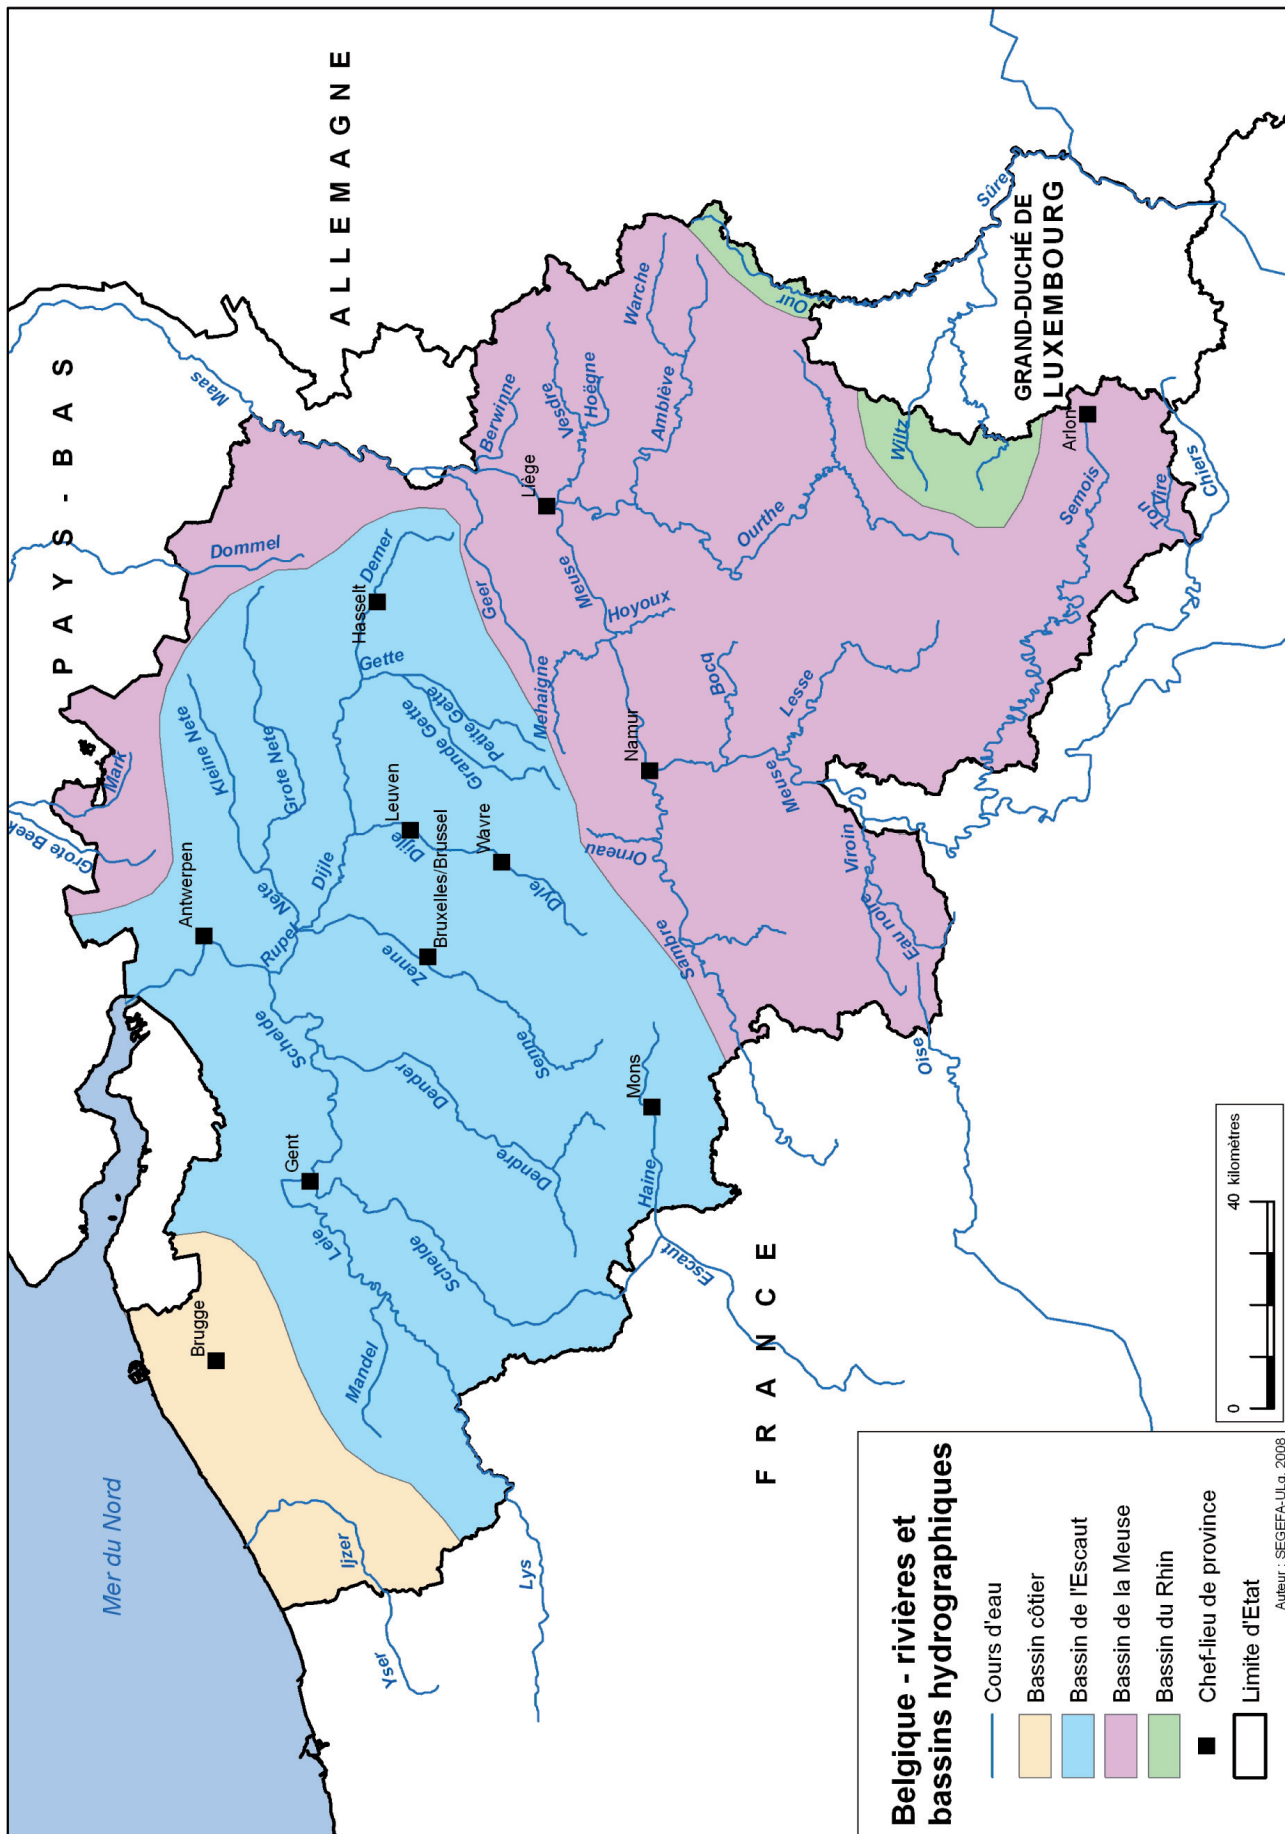 PAYS-BAS
ALLEMAGNE
GRAND-DUCHÉ DE
LUXEMBOURG
FRANCE
Mer du Nord
Brugge
Gent
Antwerpen
Hasselt
Leuven
Bruxelles/Brussel
Wavre
Mons
Namur
Liège
Arlon
Yser
Ijzer
Lys
Mandel
Leie
Schelde
Schelde
Escaut
Haine
Dendre
Dender
Senne
Zenne
Rupel
Nete
Kleine Nete
Grote Nete
Dijle
Dijle
Dyle
Grande Gette
Petite Gette
Gette
Demer
Grote Beek
Mark
Dommel
Maas
Geer
Berwinne
Vesdre
Hoëgne
Warche
Amblève
Ourthe
Meuse
Hoyoux
Mehaigne
Orneau
Sambre
Bocq
Lesse
Meuse
Viroin
Eau noire
Oise
Our
Sûre
Wiltz
Semois
Ton
Vire
Chiers
Belgique - rivières et
bassins hydrographiques
Cours d'eau
Bassin côtier
Bassin de l'Escaut
Bassin de la Meuse
Bassin du Rhin
Chef-lieu de province
Limite d'Etat
0 40 kilomètres
Auteur : SEGEFA-ULg, 2008